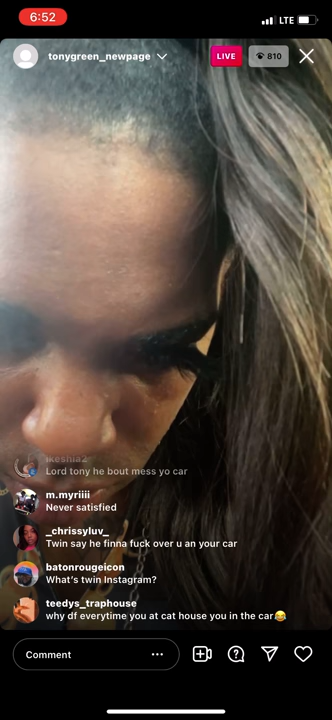 6:52
LTE
tonygreen_newpage
LIVE
810
ikeshia2
Lord tony he bout mess yo car
m.myriiii
Never satisfied
_chrissyluv_
Twin say he finna fuck over u an your car
batonrougeicon
What's twin Instagram?
teedys_traphouse
why df everytime you at cat house you in the car😂
Comment